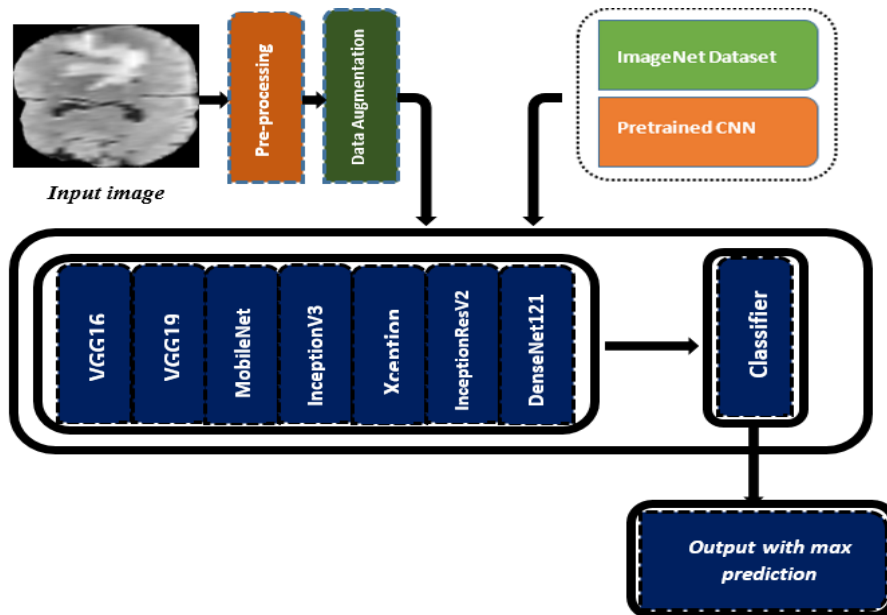 Input image
Pre-processing
Data Augmentation
ImageNet Dataset
Pretrained CNN
VGG16
VGG19
MobileNet
InceptionV3
Xception
InceptionResV2
DenseNet121
Classifier
Output with max
prediction